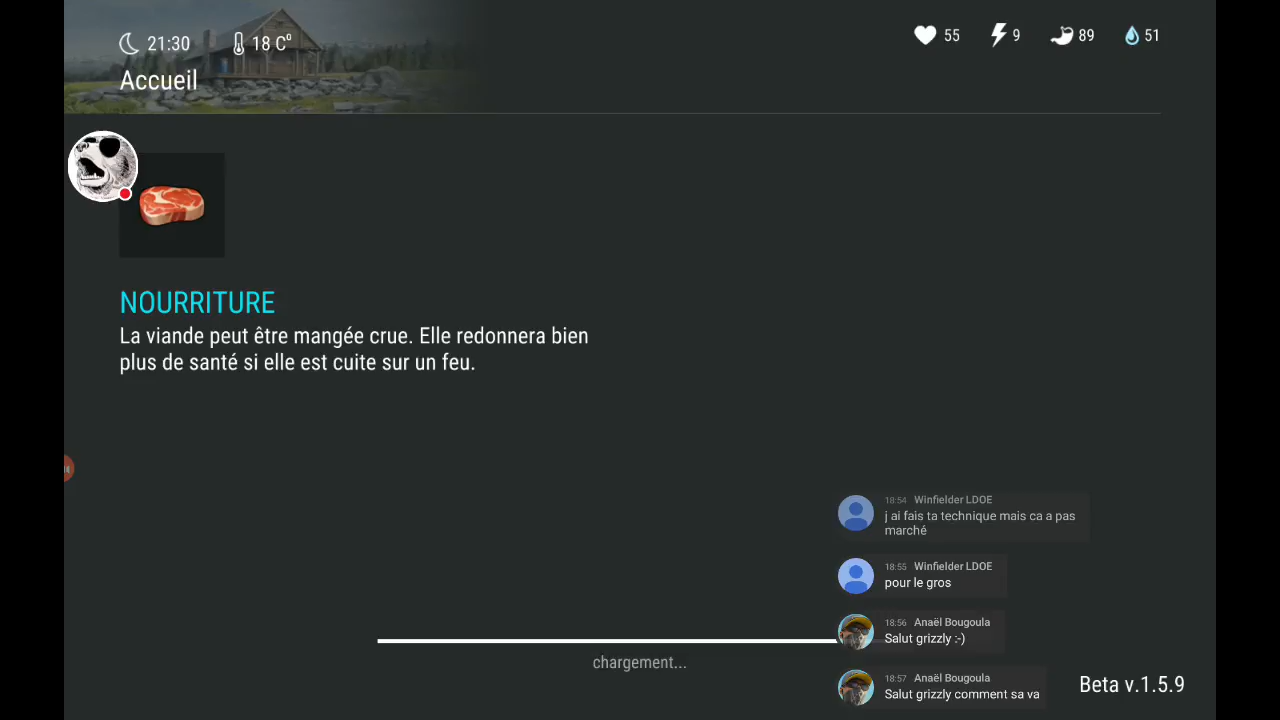 21:30 18 C°
55 9 89 51
Accueil
NOURRITURE
La viande peut être mangée crue. Elle redonnera bien
plus de santé si elle est cuite sur un feu.
18:54 Winfielder LDOE
j ai fais ta technique mais ca a pas
marché
18:55 Winfielder LDOE
pour le gros
18:56 Anaël Bougoula
Salut grizzly :-)
chargement...
18:57 Anaël Bougoula
Salut grizzly comment sa va
Beta v.1.5.9